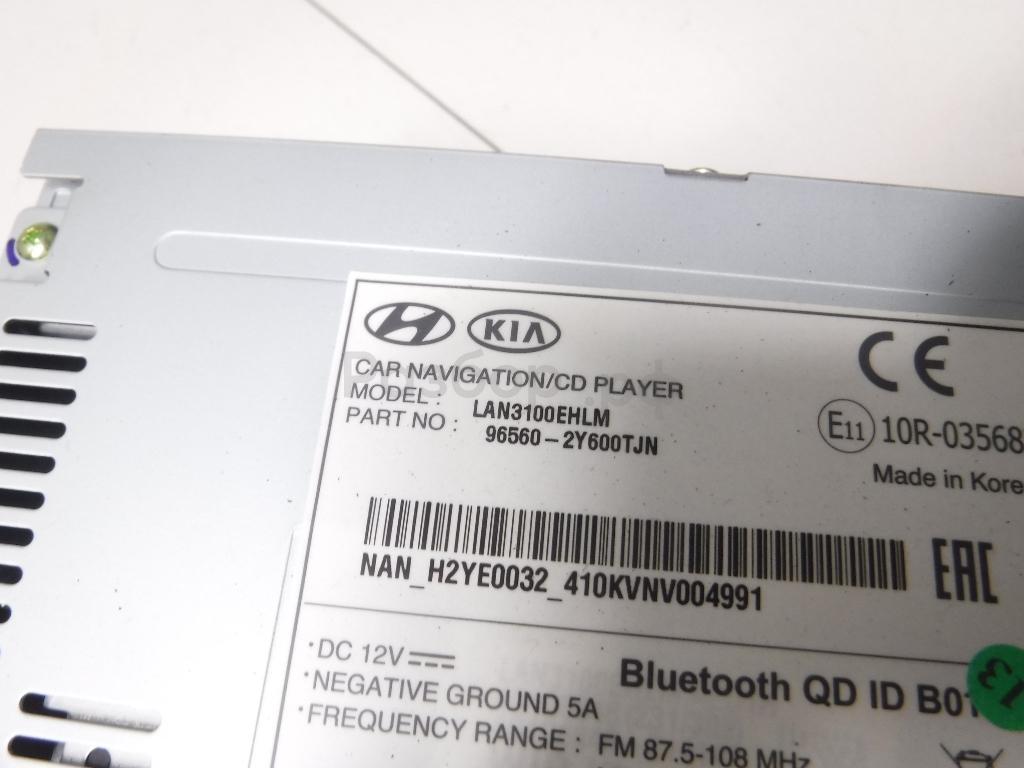 KIA
CE
CAR NAVIGATION/CD PLAYER
MODEL : LAN3100EHLM
PART NO : 96560-2Y600TJN
E11 10R-03568
Made in Kore
NAN_H2YE0032_410KVNV004991
EAC
·DC 12V
·NEGATIVE GROUND 5A
·FREQUENCY RANGE : FM 87.5-108 MHz
Bluetooth QD ID B01
13